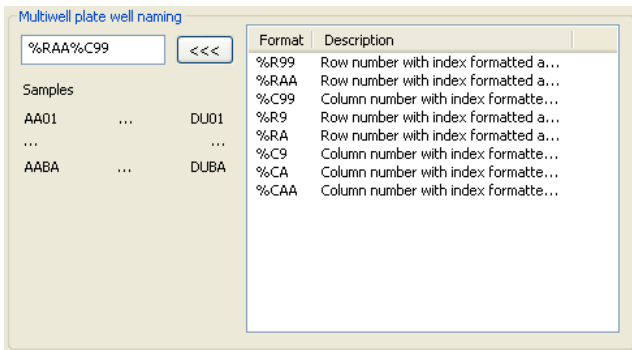 Multiwell plate well naming
%RAA%C99
<<<
Samples
AA01 ... DU01
... ...
AABA ... DUBA
Format Description
%R99 Row number with index formatted a...
%RAA Row number with index formatted a...
%C99 Column number with index formatte...
%R9 Row number with index formatted a...
%RA Row number with index formatted a...
%C9 Column number with index formatte...
%CA Column number with index formatte...
%CAA Column number with index formatte...